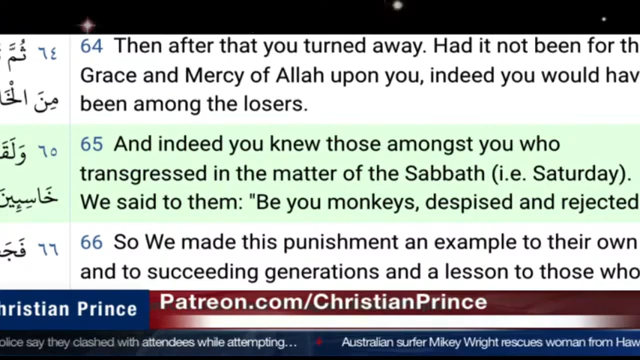 ٦٤ ثُمَّ
64 Then after that you turned away. Had it not been for th
Grace and Mercy of Allah upon you, indeed you would hav
مِنَ الْخَا
been among the losers.
٦٥ وَلَقَ
65 And indeed you knew those amongst you who
transgressed in the matter of the Sabbath (i.e. Saturday).
خَاسِئِينَ
We said to them: "Be you monkeys, despised and rejected
٦٦ فَجَ
66 So We made this punishment an example to their own
and to succeeding generations and a lesson to those who
hristian Prince
Patreon.com/ChristianPrince
olice say they clashed with attendees while attempting...
Australian surfer Mikey Wright rescues woman from Haw